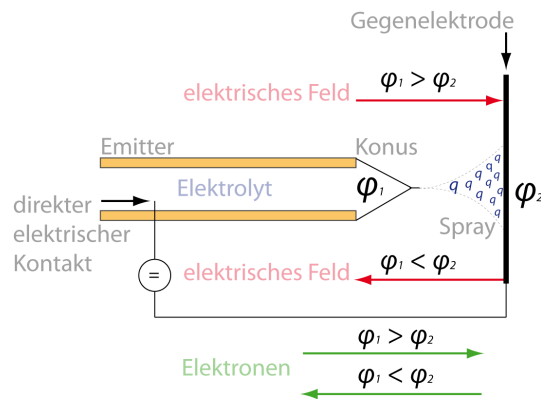 Gegenelektrode
elektrisches Feld
φ₁ > φ₂
Emitter
Konus
Elektrolyt
φ₁
q q q q q q q q q q q
φ₂
direkter
elektrischer
Kontakt
Spray
=
elektrisches Feld
φ₁ < φ₂
Elektronen
φ₁ > φ₂
φ₁ < φ₂